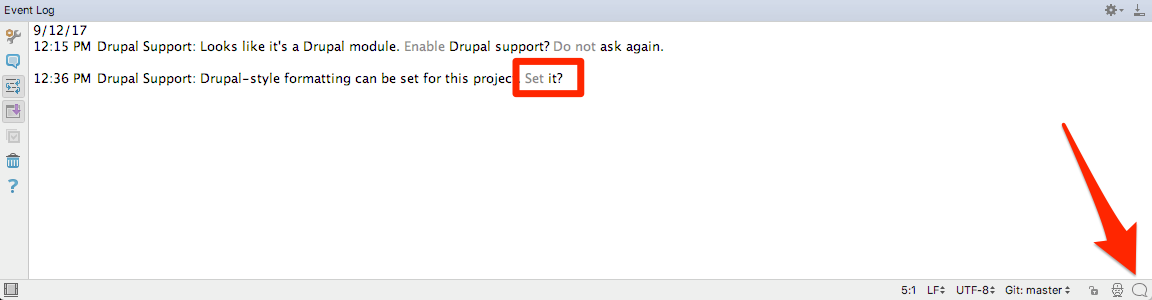 Event Log
9/12/17
12:15 PM Drupal Support: Looks like it's a Drupal module. Enable Drupal support? Do not ask again.
12:36 PM Drupal Support: Drupal-style formatting can be set for this project. Set it?
5:1 LF UTF-8 Git: master